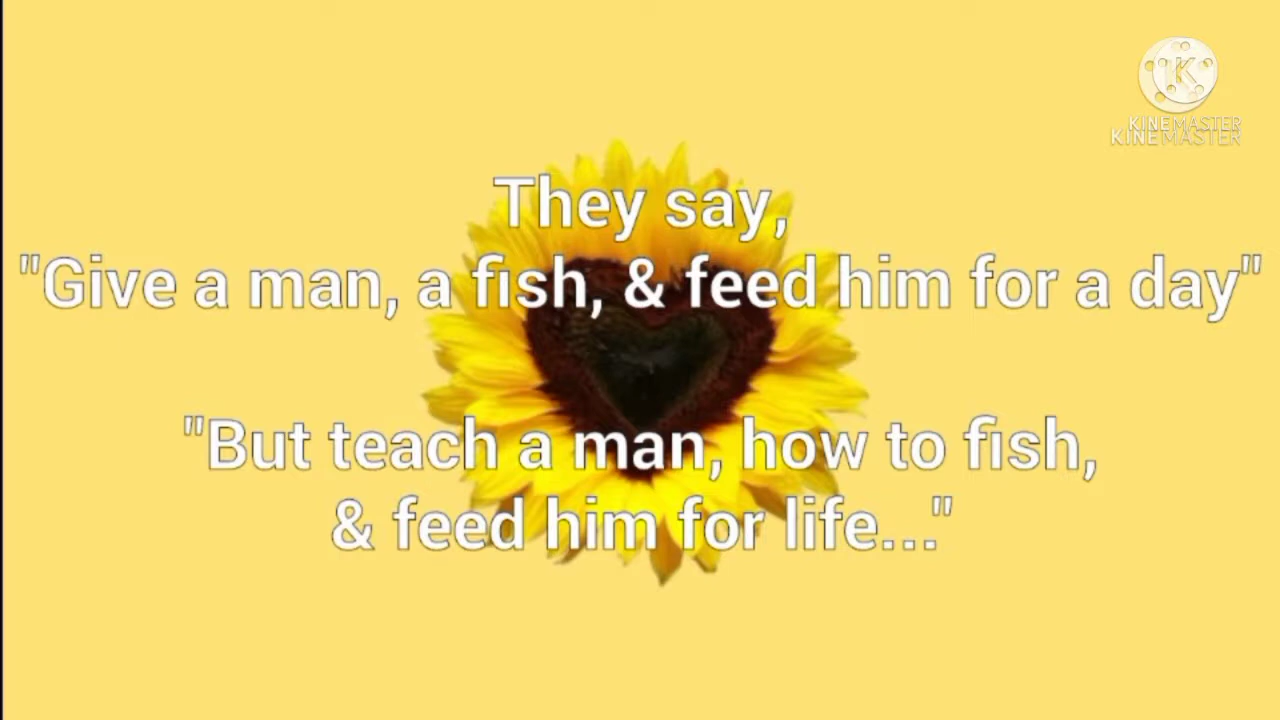 K
KINEMASTER
KINEMASTER
They say,
"Give a man, a fish, & feed him for a day"
"But teach a man, how to fish,
& feed him for life..."